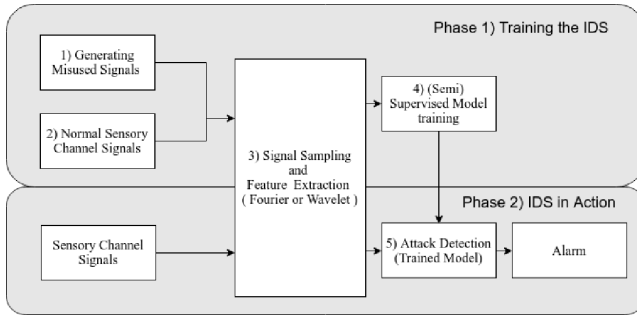 Phase 1) Training the IDS
1) Generating
Misused Signals
2) Normal Sensory
Channel Signals
3) Signal Sampling
and
Feature Extraction
( Fourier or Wavelet )
4) (Semi)
Supervised Model
training
Phase 2) IDS in Action
Sensory Channel
Signals
5) Attack Detection
(Trained Model)
Alarm